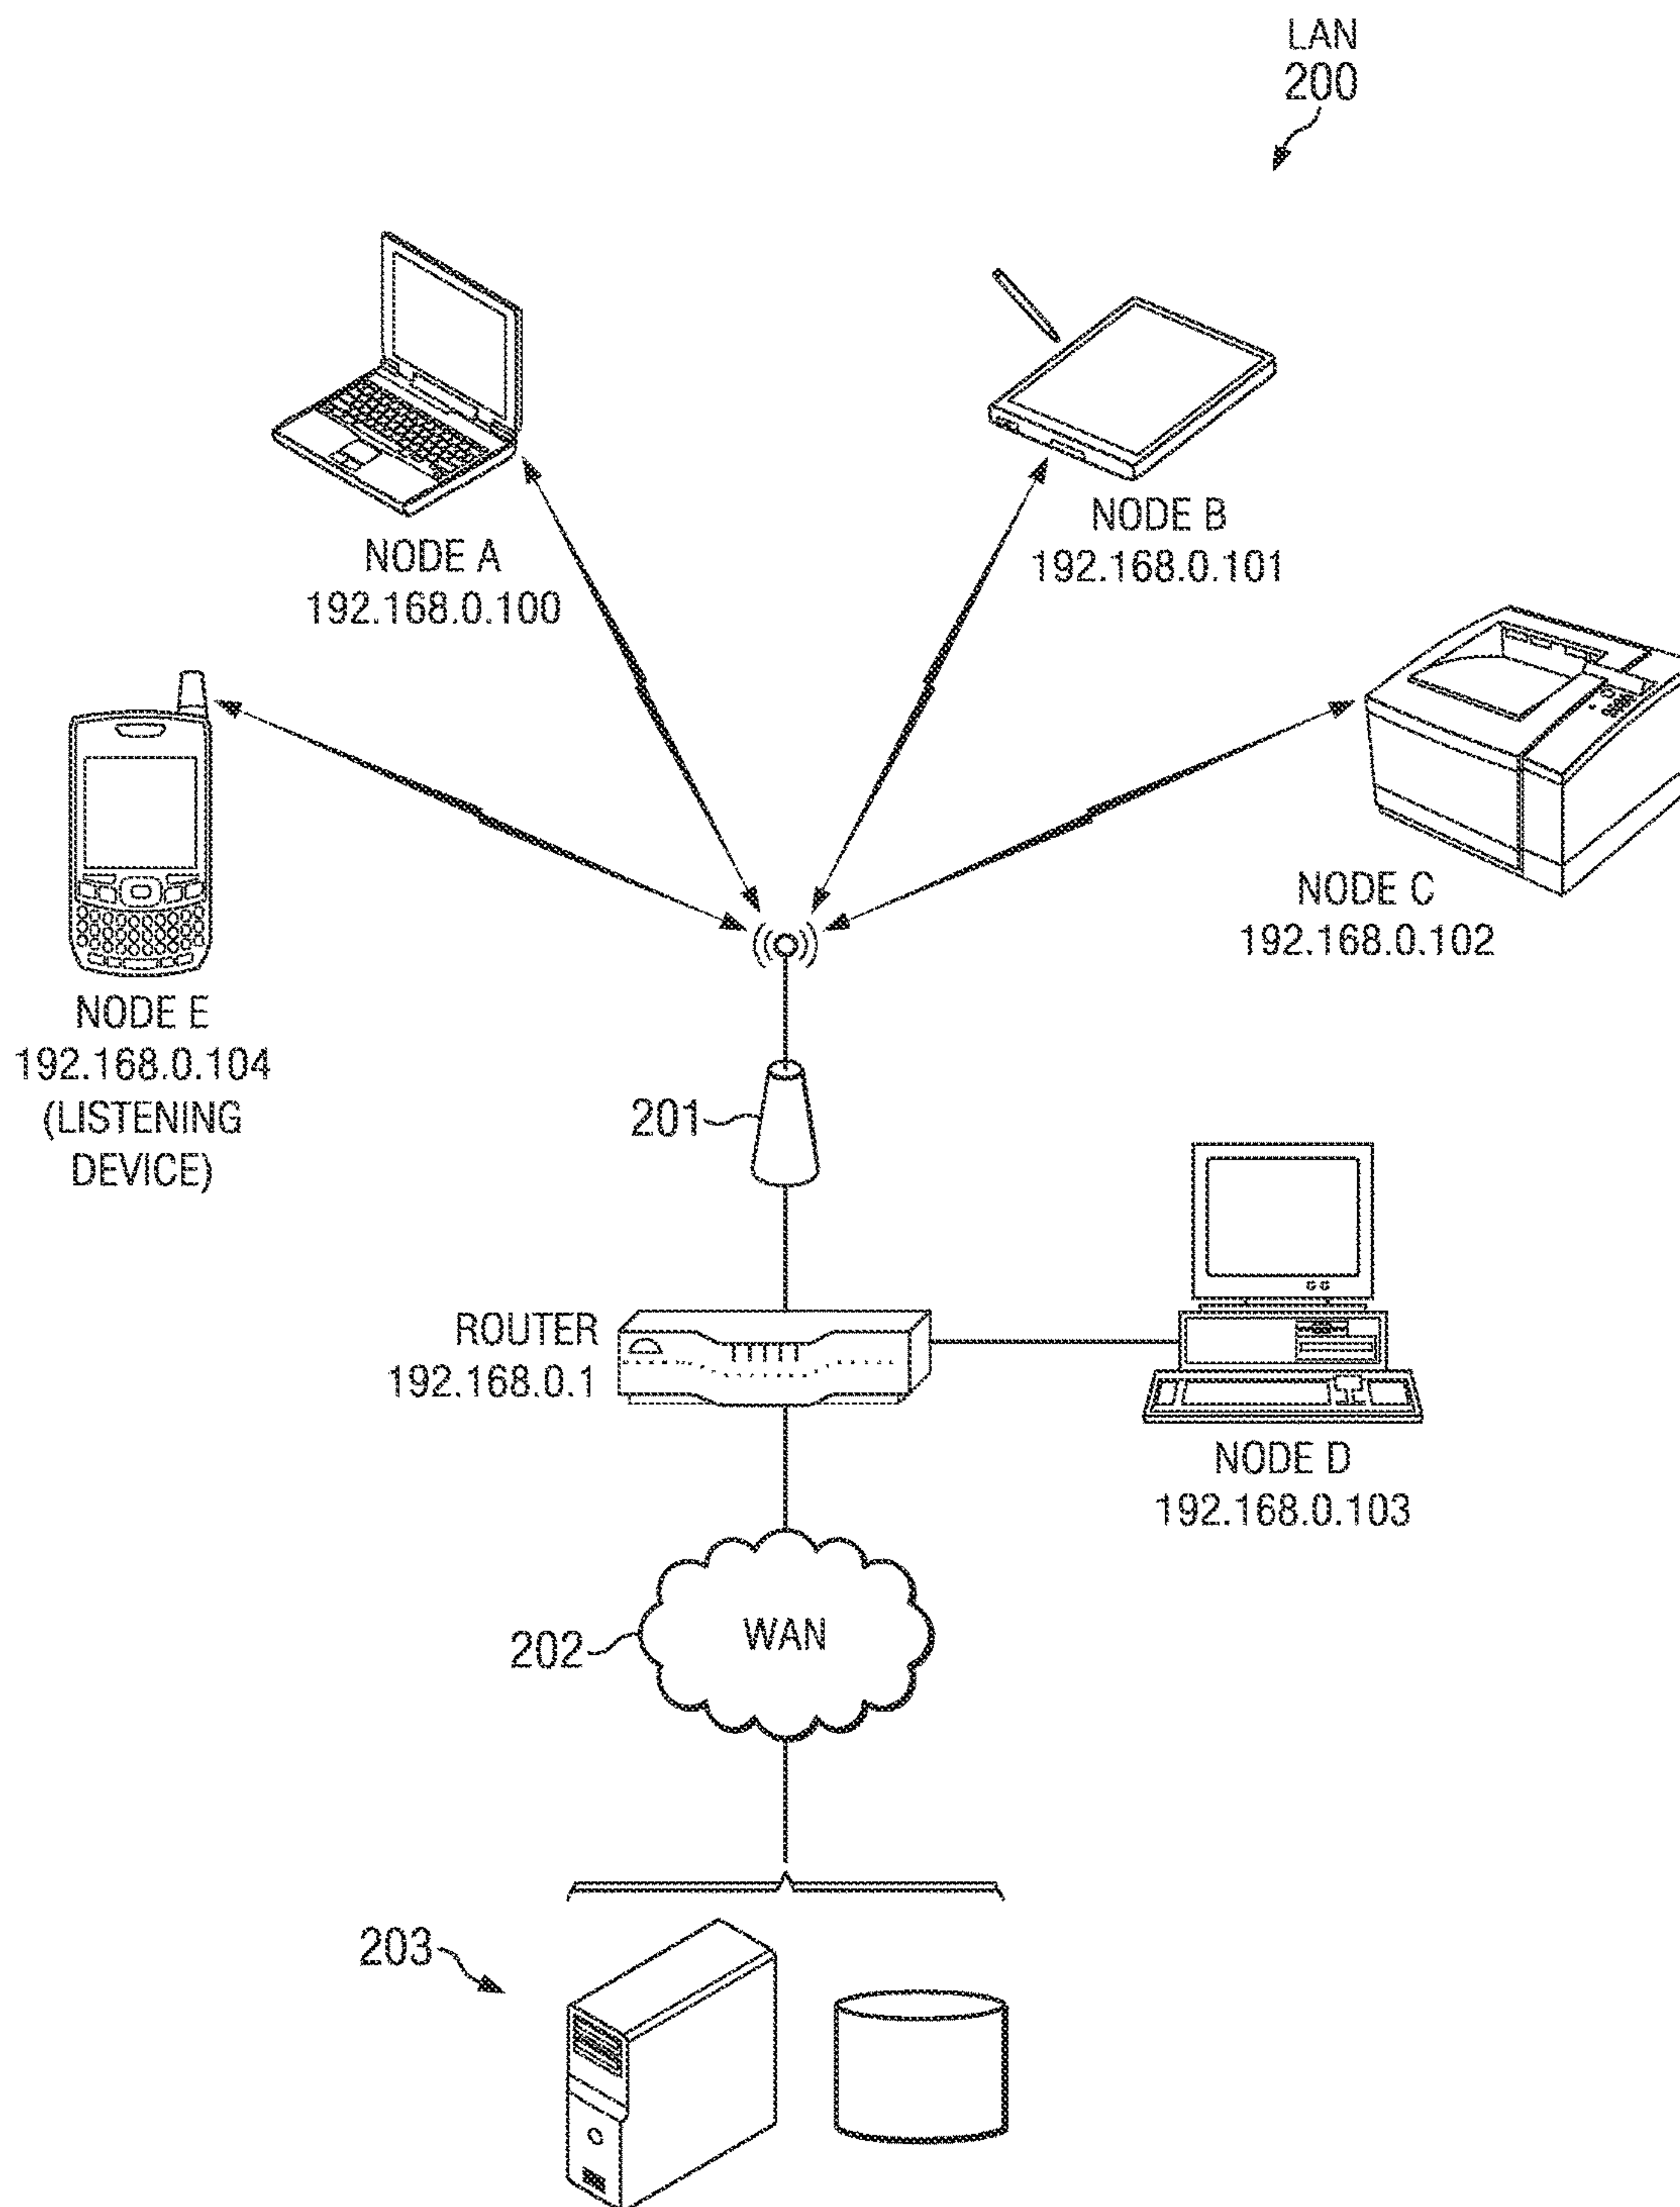 LAN
200
NODE A
192.168.0.100
NODE B
192.168.0.101
NODE C
192.168.0.102
NODE E
192.168.0.104
(LISTENING
DEVICE)
201
ROUTER
192.168.0.1
NODE D
192.168.0.103
202
WAN
203